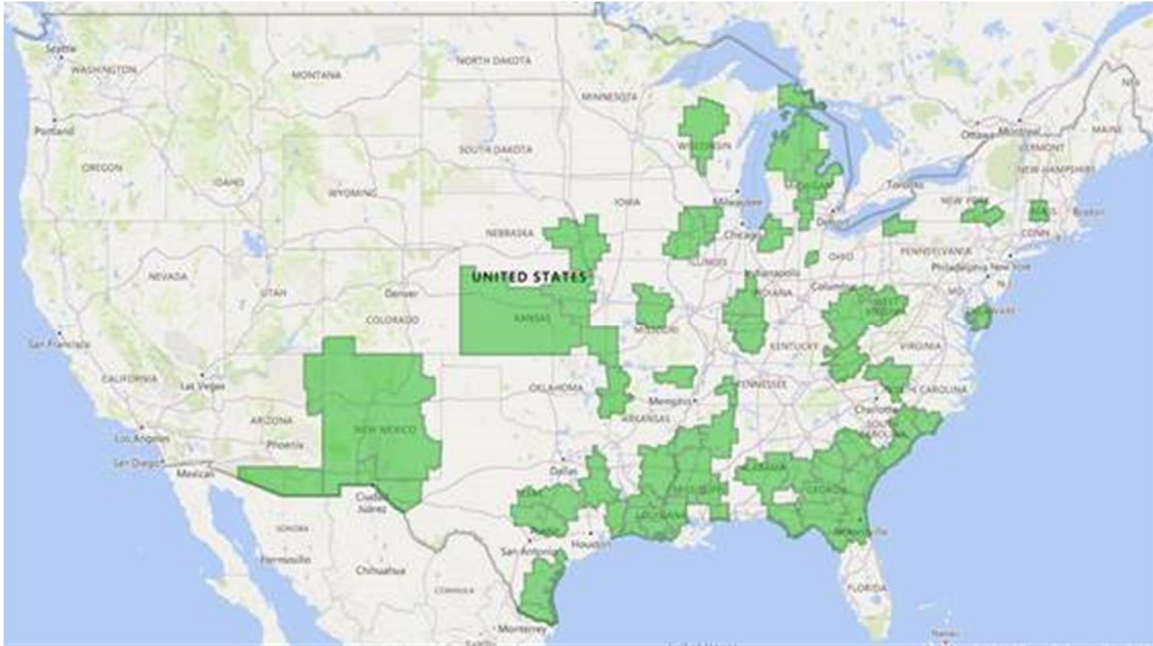 Seattle
WASHINGTON
MONTANA
NORTH DAKOTA
MINNESOTA
Ottawa
Montreal
MAINE
Portland
VERMONT
OREGON
IDAHO
SOUTH DAKOTA
WISCONSIN
NEW HAMPSHIRE
WYOMING
Toronto
IOWA
Milwaukee
Detroit
NEW YORK
MASS
Boston
NEBRASKA
Chicago
CONN
R I
ILLINOIS
OHIO
PENNSYLVANIA
NEVADA
UTAH
UNITED STATES
Indianapolis
Philadelphia
New York
Denver
INDIANA
Columbus
MD
N J
COLORADO
KANSAS
MISSOURI
WEST
VIRGINIA
DELAWARE
San Francisco
KENTUCKY
VIRGINIA
CALIFORNIA
Las Vegas
OKLAHOMA
TENNESSEE
NORTH CAROLINA
Memphis
Charlotte
ARIZONA
NEW MEXICO
ARKANSAS
SOUTH
CAROLINA
Los Angeles
Phoenix
San Diego
Mexicali
Dallas
ALABAMA
MISSISSIPPI
GEORGIA
Ciudad
Juárez
TEXAS
LOUISIANA
SONORA
Austin
Jacksonville
Hermosillo
San Antonio
Houston
Chihuahua
COAHUILA
FLORIDA
Monterrey